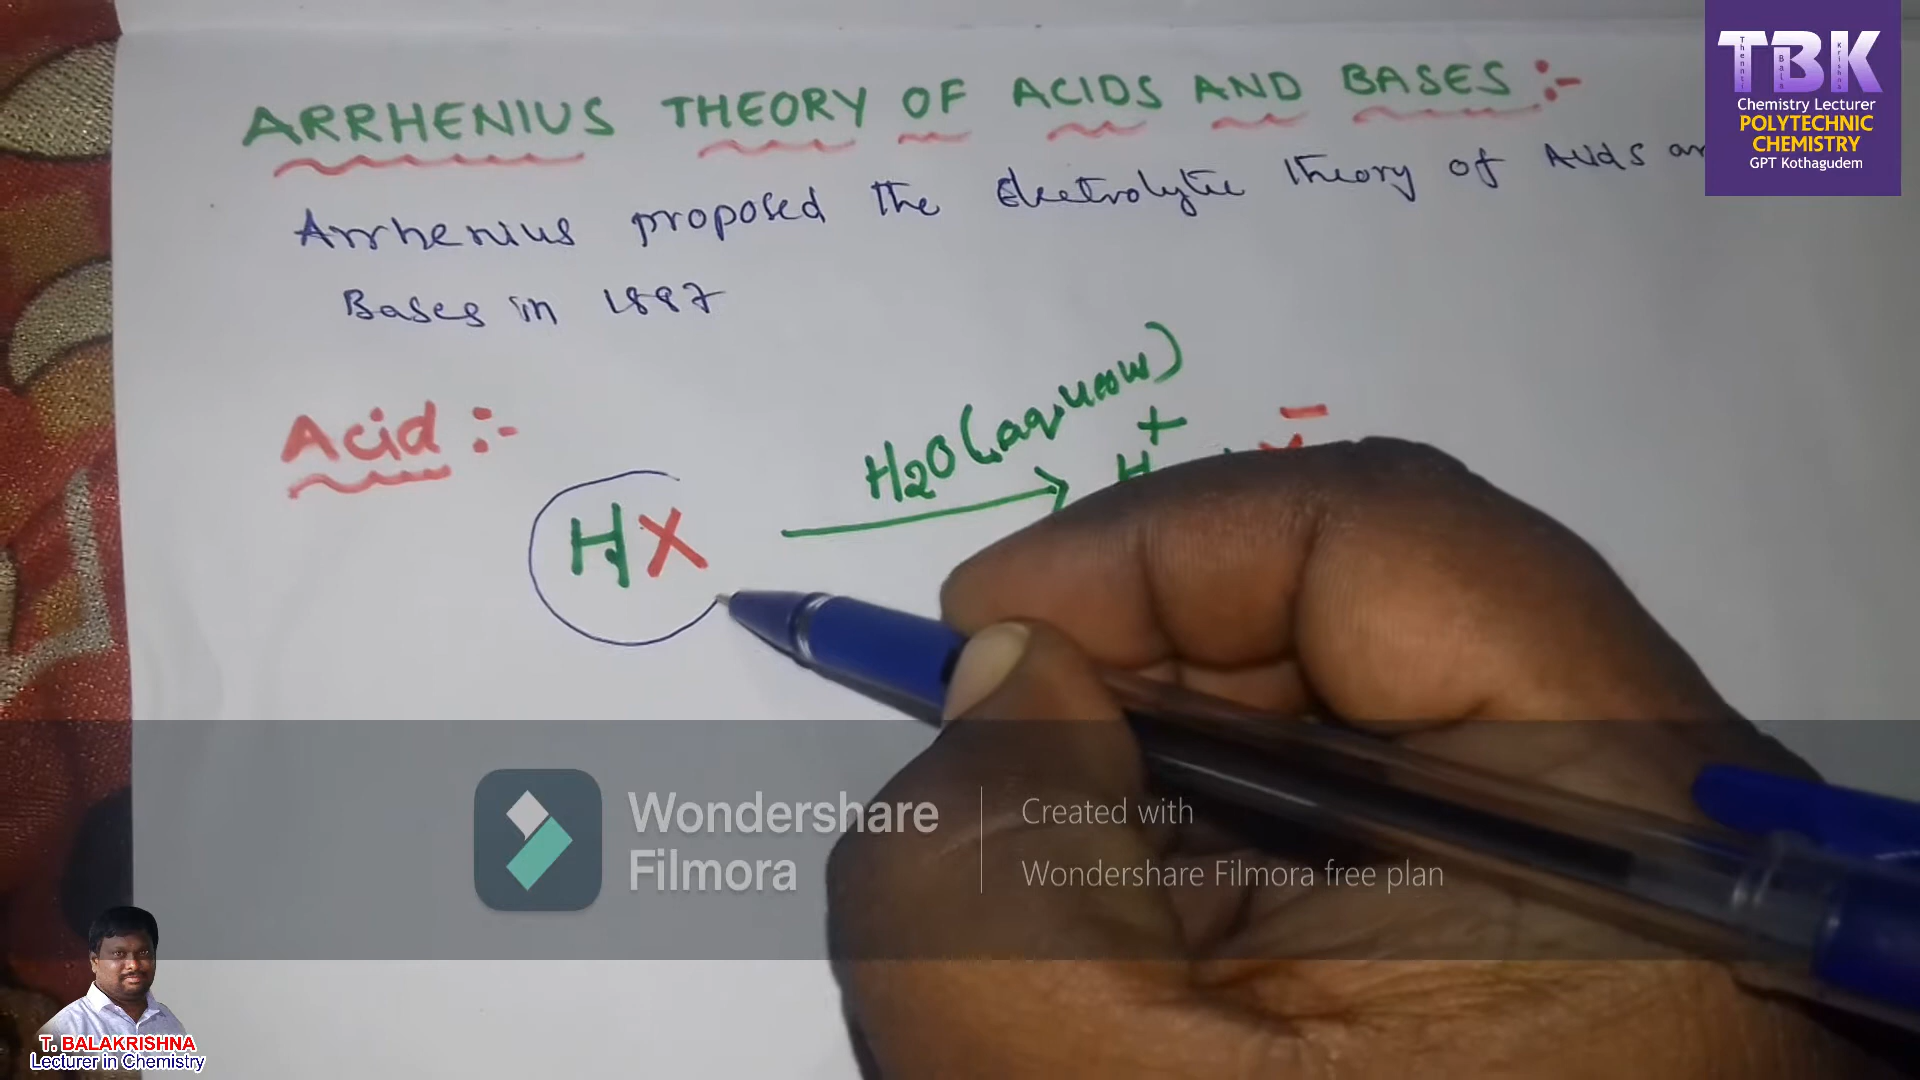 ARRHENIUS THEORY OF ACIDS AND BASES :-
Arrhenius proposed the Electrolytic theory of Acids
Bases in 1887
Acid :-
HX
H2O (aqueous)
H+
TBK
Chemistry Lecturer
POLYTECHNIC
CHEMISTRY
GPT Kothagudem
Wondershare
Filmora
Created with
Wondershare Filmora free plan
T. BALAKRISHNA
Lecturer in Chemistry